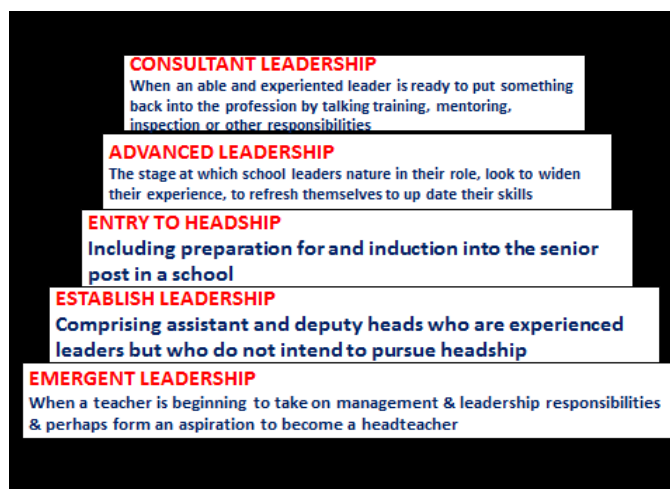 CONSULTANT LEADERSHIP
When an able and experiented leader is ready to put something
back into the profession by talking training, mentoring,
inspection or other responsibilities
ADVANCED LEADERSHIP
The stage at which school leaders nature in their role, look to widen
their experience, to refresh themselves to up date their skills
ENTRY TO HEADSHIP
Including preparation for and induction into the senior
post in a school
ESTABLISH LEADERSHIP
Comprising assistant and deputy heads who are experienced
leaders but who do not intend to pursue headship
EMERGENT LEADERSHIP
When a teacher is beginning to take on management & leadership responsibilities
& perhaps form an aspiration to become a headteacher